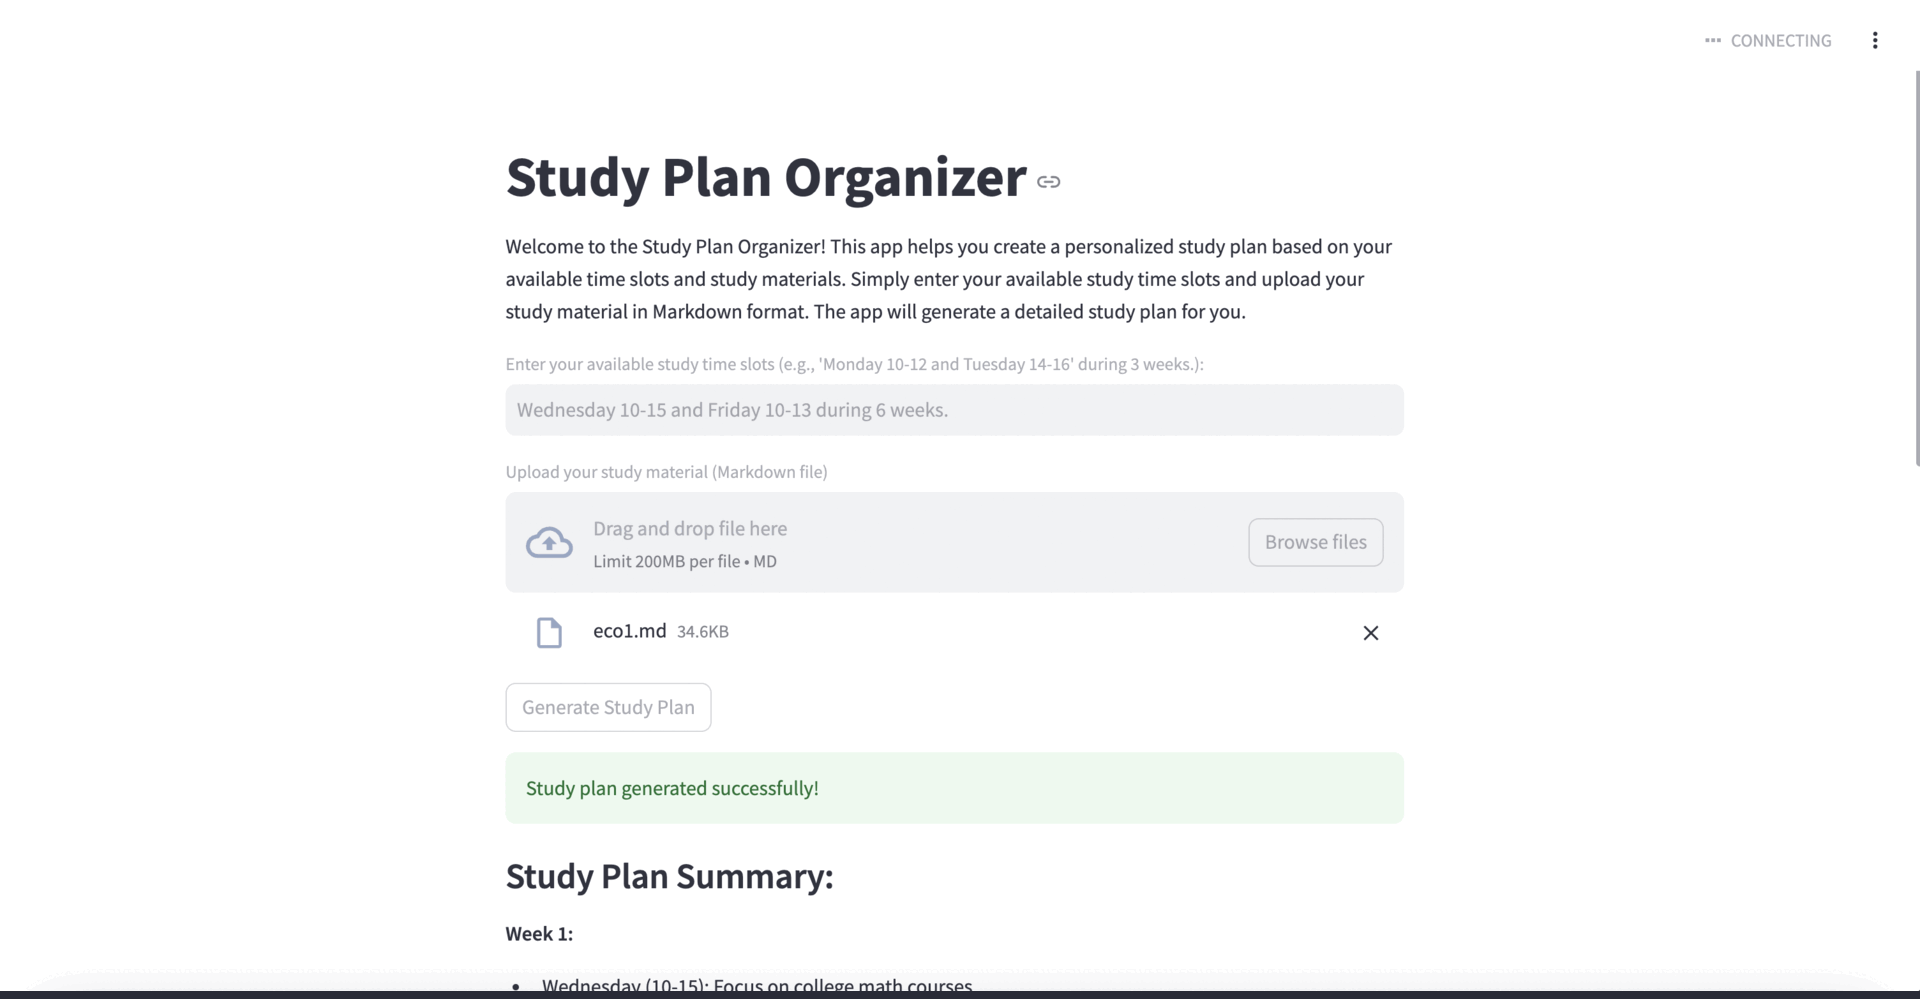 CONNECTING
Study Plan Organizer
Welcome to the Study Plan Organizer! This app helps you create a personalized study plan based on your
available time slots and study materials. Simply enter your available study time slots and upload your
study material in Markdown format. The app will generate a detailed study plan for you.
Enter your available study time slots (e.g., 'Monday 10-12 and Tuesday 14-16' during 3 weeks.):
Wednesday 10-15 and Friday 10-13 during 6 weeks.
Upload your study material (Markdown file)
Drag and drop file here
Limit 200MB per file • MD
Browse files
eco1.md 34.6KB
Generate Study Plan
Study plan generated successfully!
Study Plan Summary:
Week 1:
• Wednesday (10-15): Focus on college math courses